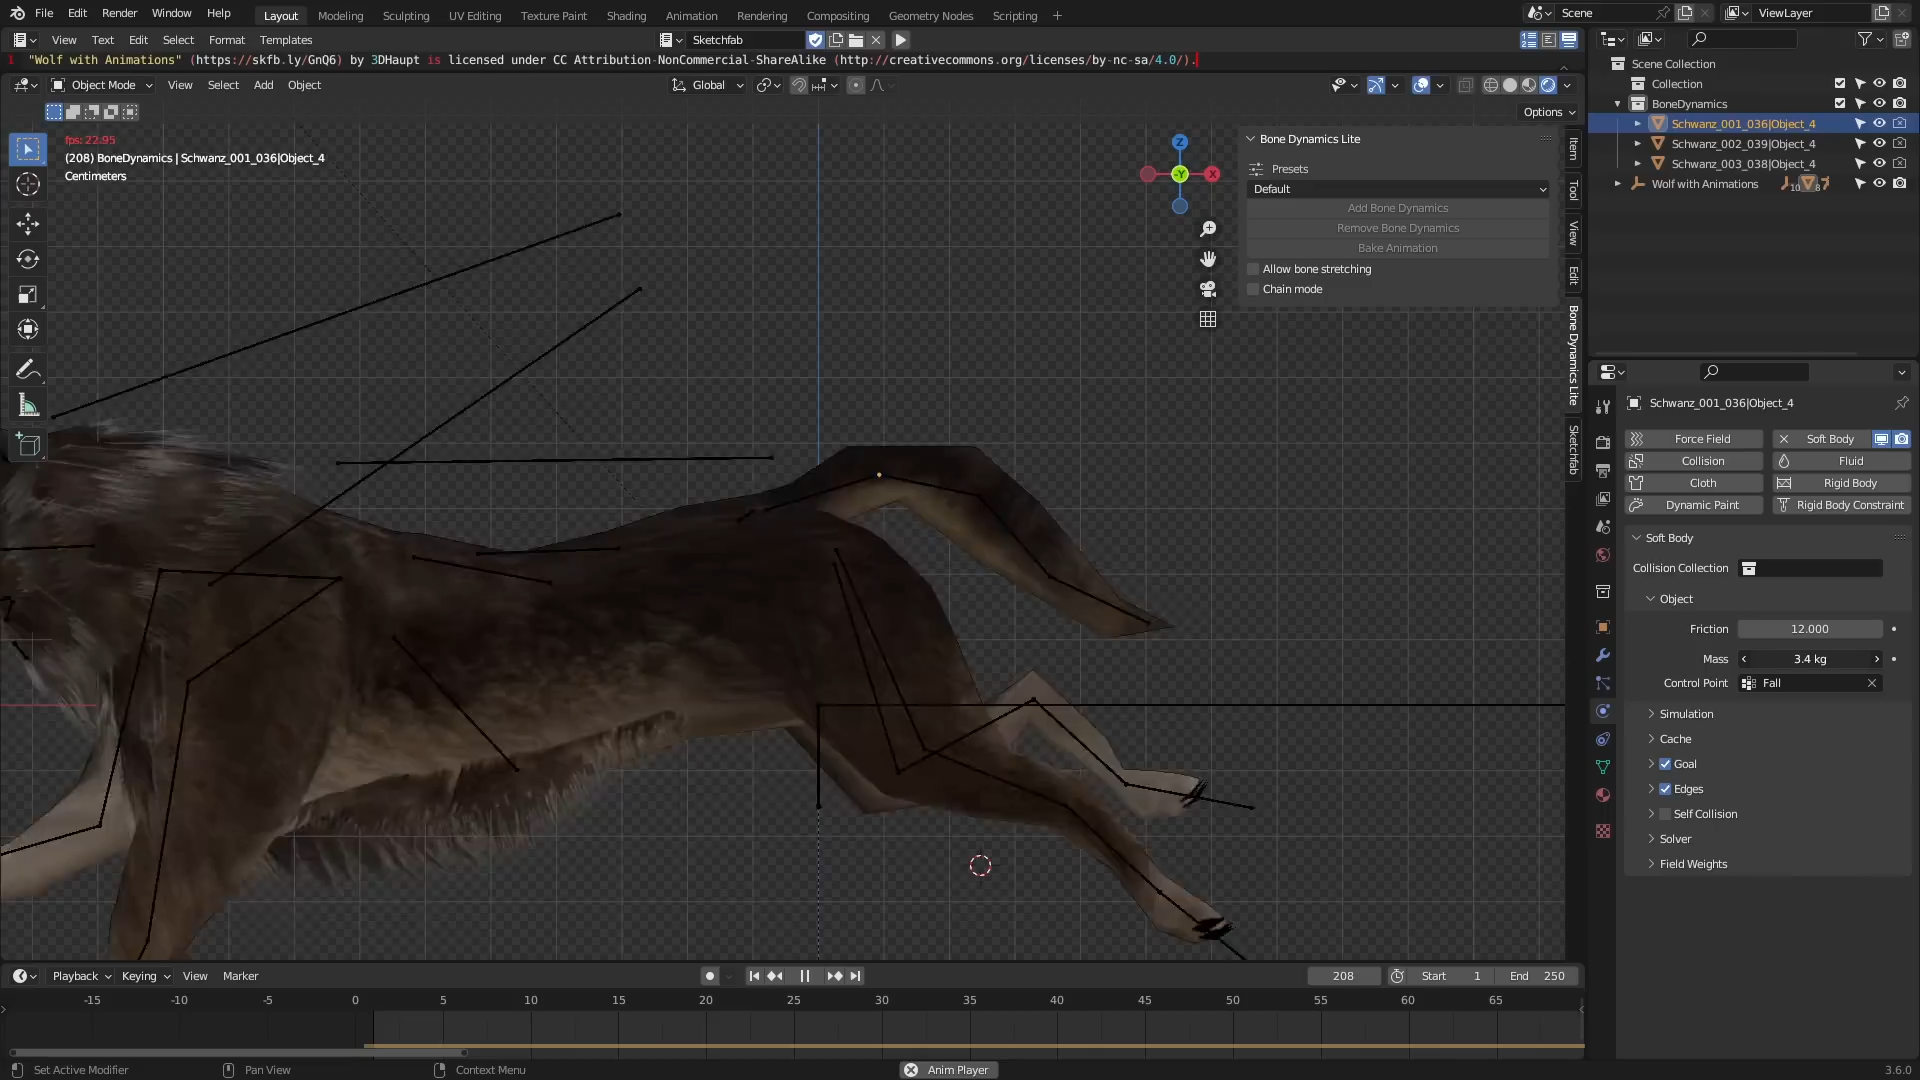 File Edit Render Window Help Layout Modeling Sculpting UV Editing Texture Paint Shading Animation Rendering Compositing Geometry Nodes Scripting + Scene ViewLayer
View Text Edit Select Format Templates Sketchfab
1 "Wolf with Animations" (https://skfb.ly/GnQ6) by 3DHaupt is licensed under CC Attribution-NonCommercial-ShareAlike (http://creativecommons.org/licenses/by-nc-sa/4.0/).
Object Mode View Select Add Object Global
Options
fps: 22.95
(208) BoneDynamics | Schwanz_001_036|Object_4
Centimeters
Z
-Y
X
Bone Dynamics Lite
Presets
Default
Add Bone Dynamics
Remove Bone Dynamics
Bake Animation
Allow bone stretching
Chain mode
Item
Tool
View
Edit
Bone Dynamics Lite
Sketchfab
Scene Collection
Collection
BoneDynamics
Schwanz_001_036|Object_4
Schwanz_002_039|Object_4
Schwanz_003_038|Object_4
Wolf with Animations 10 8
Schwanz_001_036|Object_4
Force Field Soft Body
Collision Fluid
Cloth Rigid Body
Dynamic Paint Rigid Body Constraint
Soft Body
Collision Collection
Object
Friction 12.000
Mass 3.4 kg
Control Point Fall
Simulation
Cache
Goal
Edges
Self Collision
Solver
Field Weights
Playback Keying View Marker 208 Start 1 End 250
-15 -10 -5 0 5 10 15 20 25 30 35 40 45 50 55 60 65
Set Active Modifier Pan View Context Menu Anim Player 3.6.0